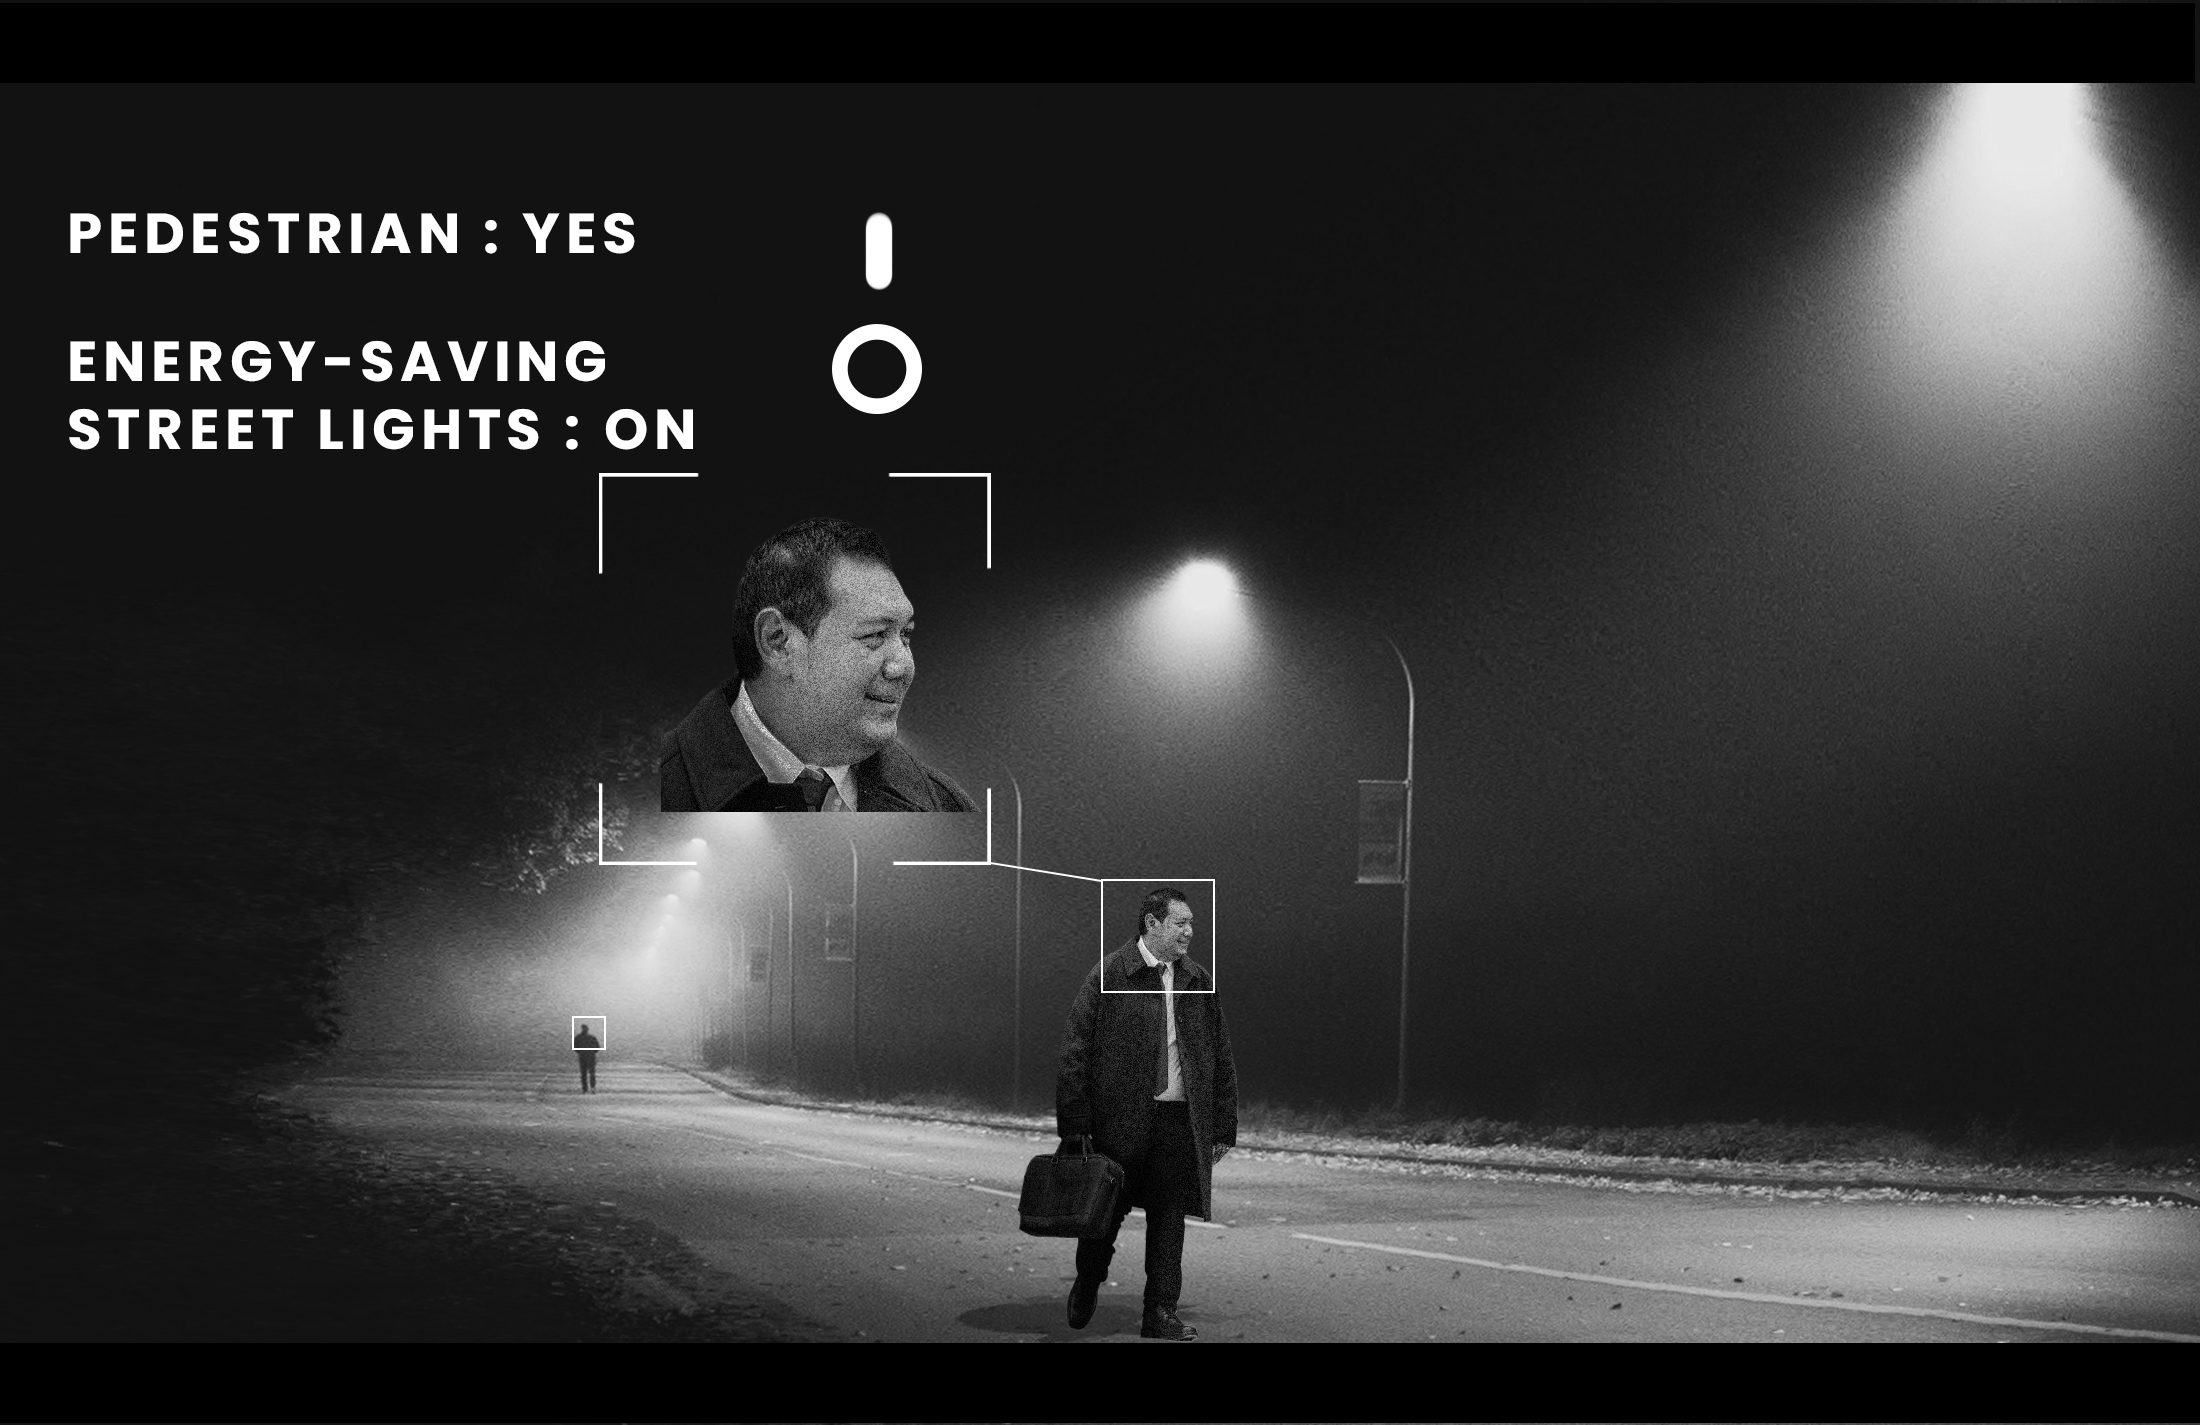 PEDESTRIAN : YES
ENERGY-SAVING
STREET LIGHTS : ON